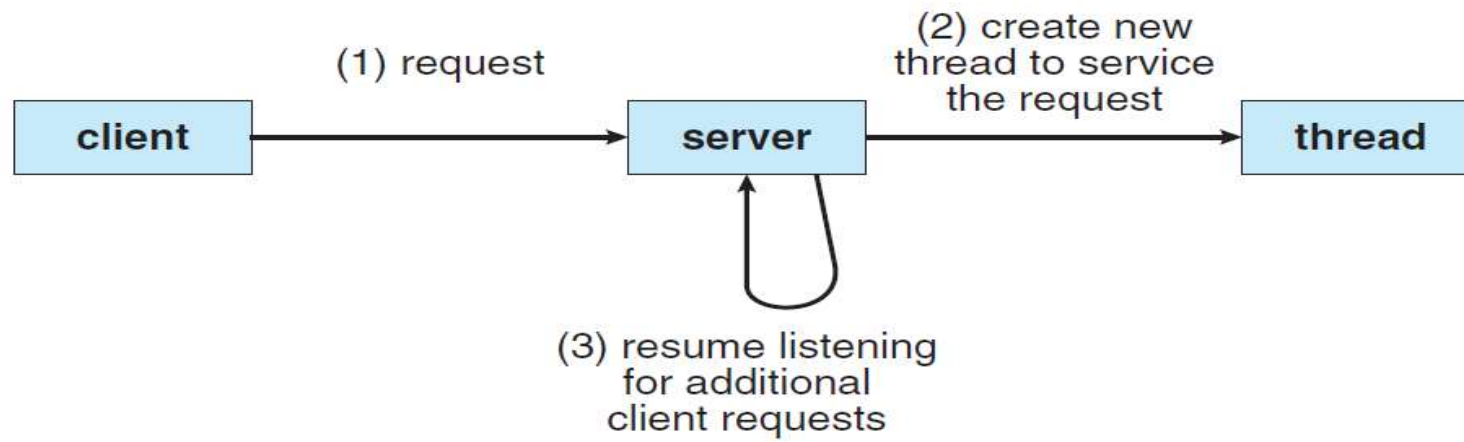 (1) request
(2) create new
thread to service
the request
client
server
thread
(3) resume listening
for additional
client requests